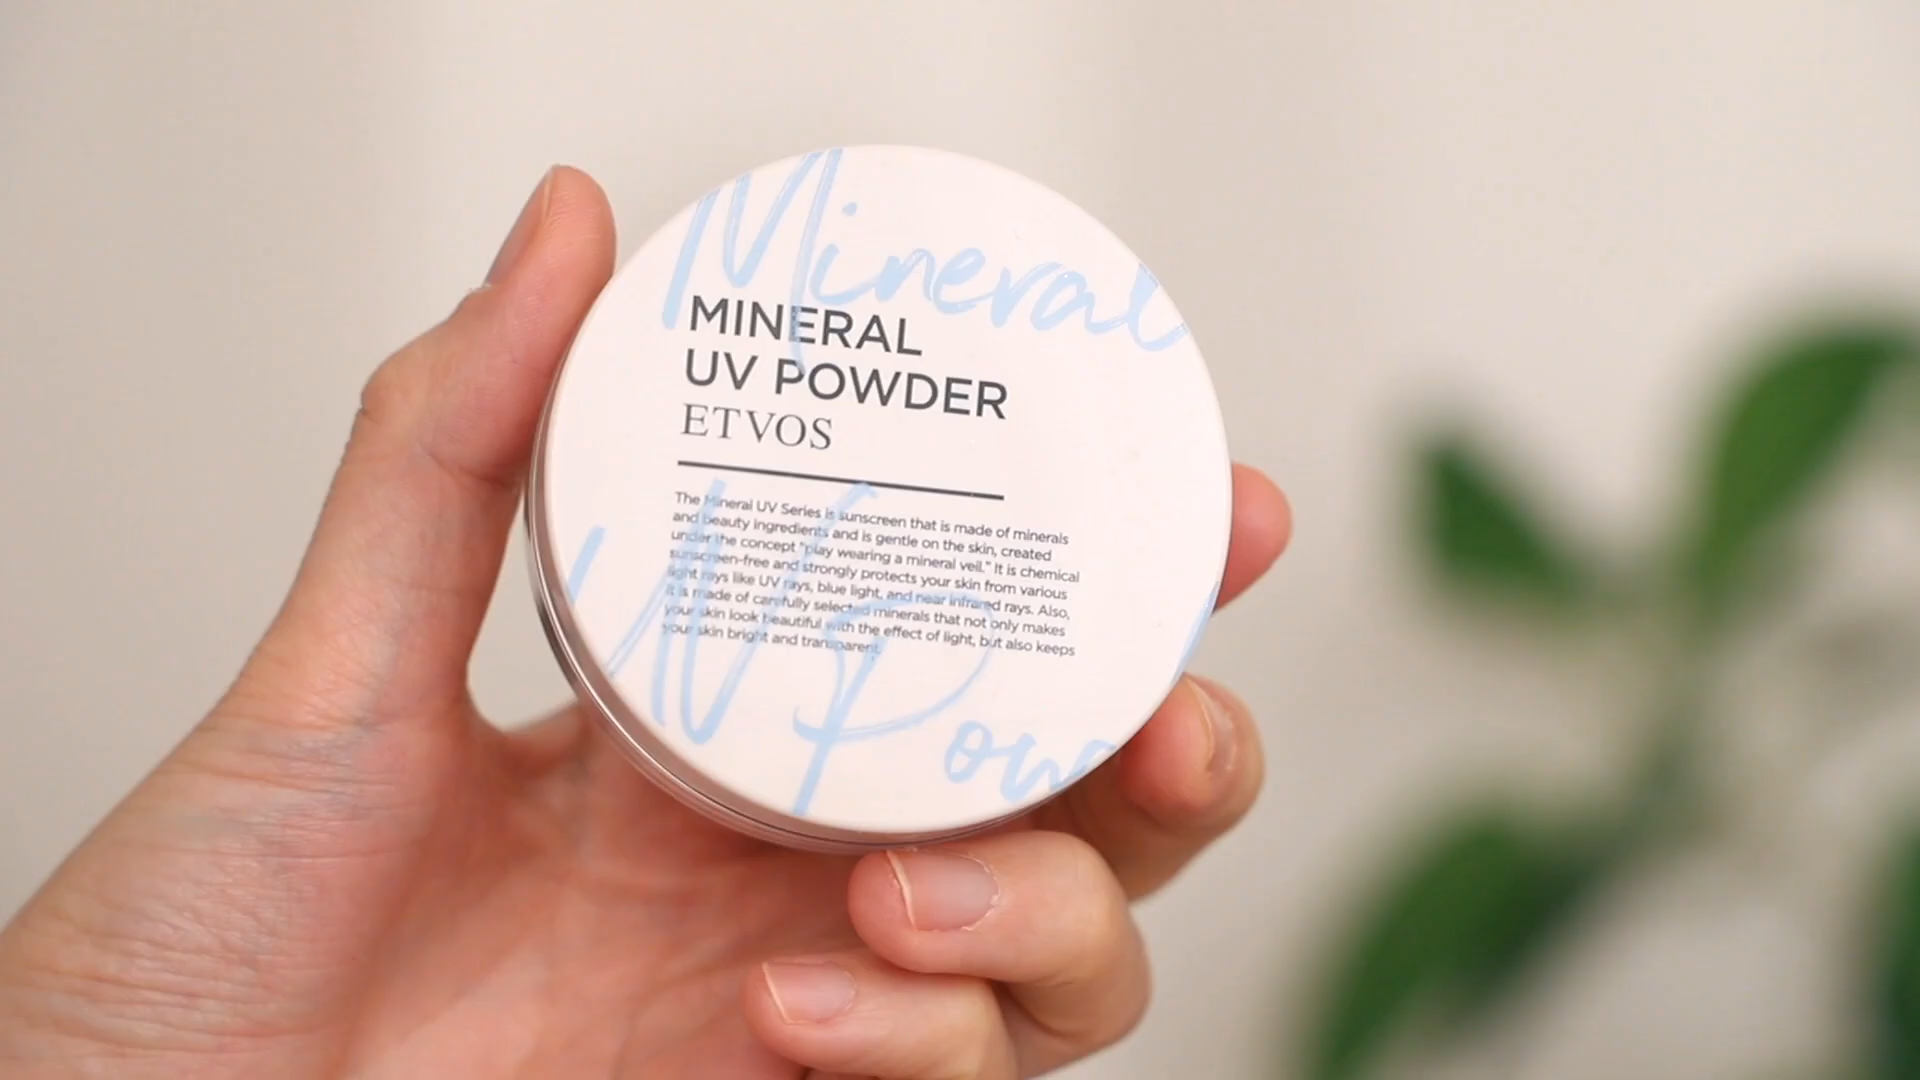 Mineral
MINERAL
UV POWDER
ETVOS
The Mineral UV Series is sunscreen that is made of minerals
and beauty ingredients and is gentle on the skin, created
under the concept "play wearing a mineral veil." It is chemical
sunscreen-free and strongly protects your skin from various
light rays like UV rays, blue light, and near infrared rays. Also,
it is made of carefully selected minerals that not only makes
your skin look beautiful with the effect of light, but also keeps
your skin bright and transparent.
UV Pow